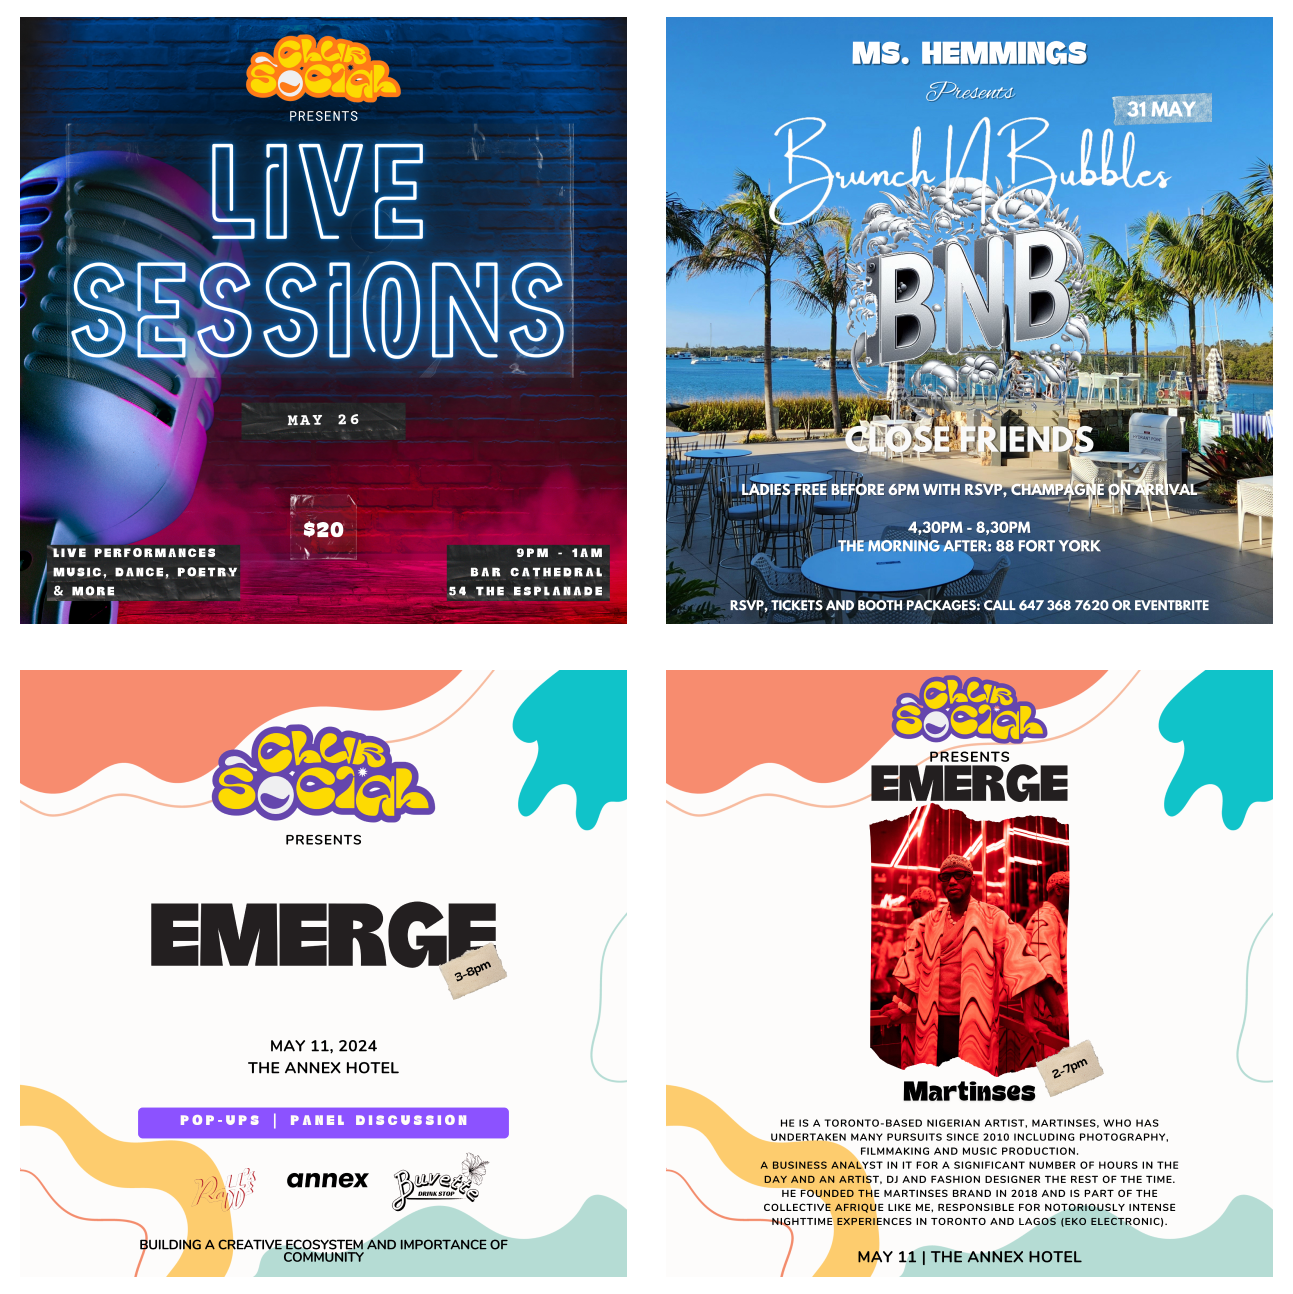 CLUB
SOCIAL
PRESENTS
LIVE
SESSIONS
MAY 26
$20
LIVE PERFORMANCES
MUSIC, DANCE, POETRY
& MORE
9PM - 1AM
BAR CATHEDRAL
54 THE ESPLANADE
MS. HEMMINGS
Presents
31 MAY
Brunch N Bubbles
BNB
CLOSE FRIENDS
LADIES FREE BEFORE 6PM WITH RSVP, CHAMPAGNE ON ARRIVAL
4,30PM - 8,30PM
THE MORNING AFTER: 88 FORT YORK
RSVP, TICKETS AND BOOTH PACKAGES: CALL 647 368 7620 OR EVENTBRITE
CLUB
SOCIAL
PRESENTS
EMERGE
3-8pm
MAY 11, 2024
THE ANNEX HOTEL
POP-UPS | PANEL DISCUSSION
annex
Buvette
DRINK STOP
BUILDING A CREATIVE ECOSYSTEM AND IMPORTANCE OF
COMMUNITY
CLUB
SOCIAL
PRESENTS
EMERGE
2-7pm
Martinses
HE IS A TORONTO-BASED NIGERIAN ARTIST, MARTINSES, WHO HAS
UNDERTAKEN MANY PURSUITS SINCE 2010 INCLUDING PHOTOGRAPHY,
FILMMAKING AND MUSIC PRODUCTION.
A BUSINESS ANALYST IN IT FOR A SIGNIFICANT NUMBER OF HOURS IN THE
DAY AND AN ARTIST, DJ AND FASHION DESIGNER THE REST OF THE TIME.
HE FOUNDED THE MARTINSES BRAND IN 2018 AND IS PART OF THE
COLLECTIVE AFRIQUE LIKE ME, RESPONSIBLE FOR NOTORIOUSLY INTENSE
NIGHTTIME EXPERIENCES IN TORONTO AND LAGOS (EKO ELECTRONIC).
MAY 11 | THE ANNEX HOTEL